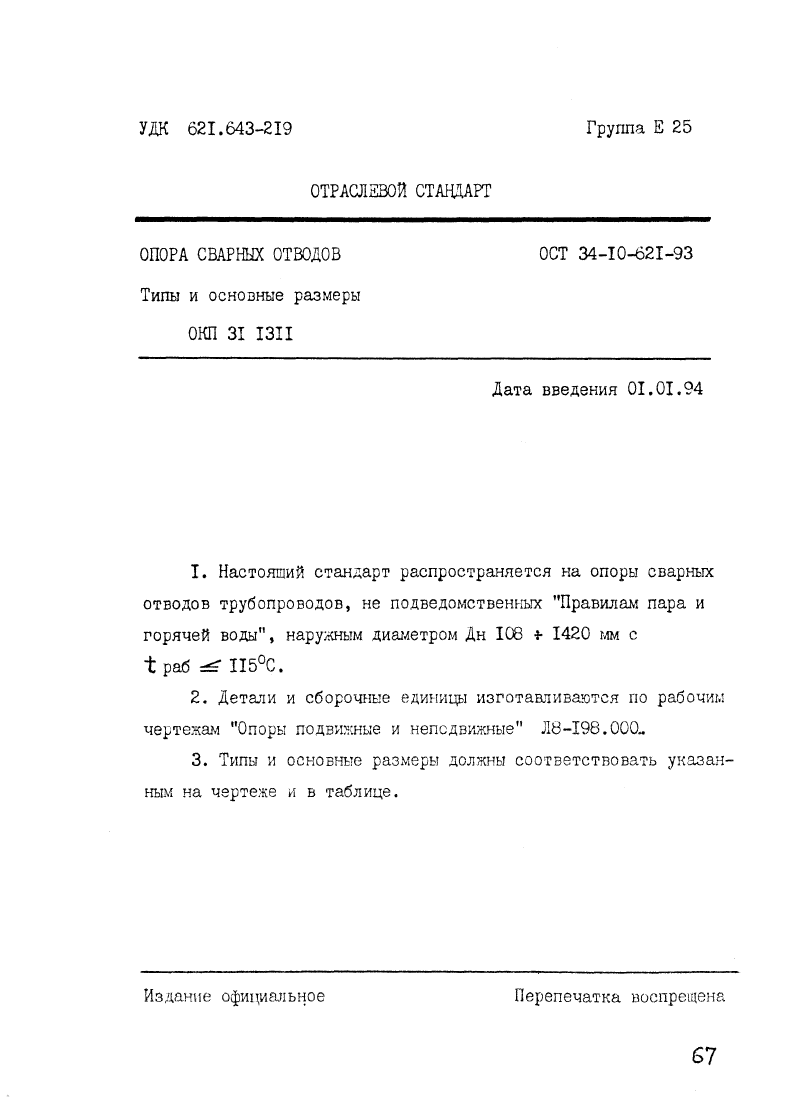 УДК 621.643-219 Группа Е 25
ОТРАСЛЕВОЙ СТАНДАРТ
ОПОРА СВАРНЫХ ОТВОДОВ ОСТ 34-10-621-93
Типы и основные размеры
ОКП 31 1311
Дата введения 01.01.94
1. Настоящий стандарт распространяется на опоры сварных
отводов трубопроводов, не подведомственных "Правилам пара и
горячей воды", наружным диаметром Дн 108 ÷ 1420 мм с
t раб ≤ 115°С.
2. Детали и сборочные единицы изготавливаются по рабочим
чертежам "Опоры подвижные и неподвижные" Л8-198.000.
3. Типы и основные размеры должны соответствовать указан-
ным на чертеже и в таблице.
Издание официальное Перепечатка воспрещена
67